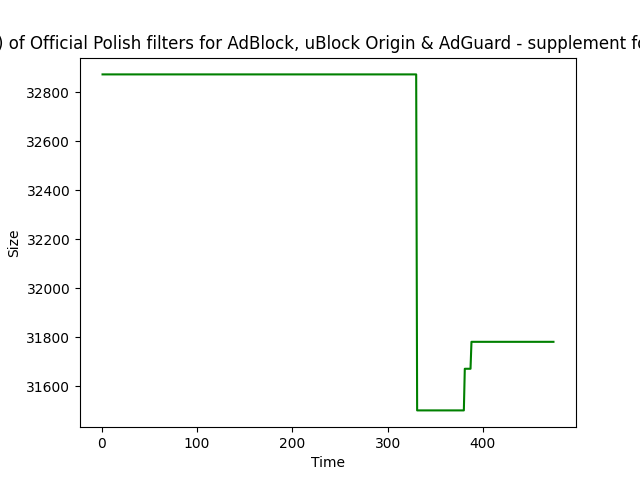 ) of Official Polish filters for AdBlock, uBlock Origin & AdGuard - supplement fo
32800
32600
32400
32200
32000
31800
31600
Size
0 100 200 300 400
Time